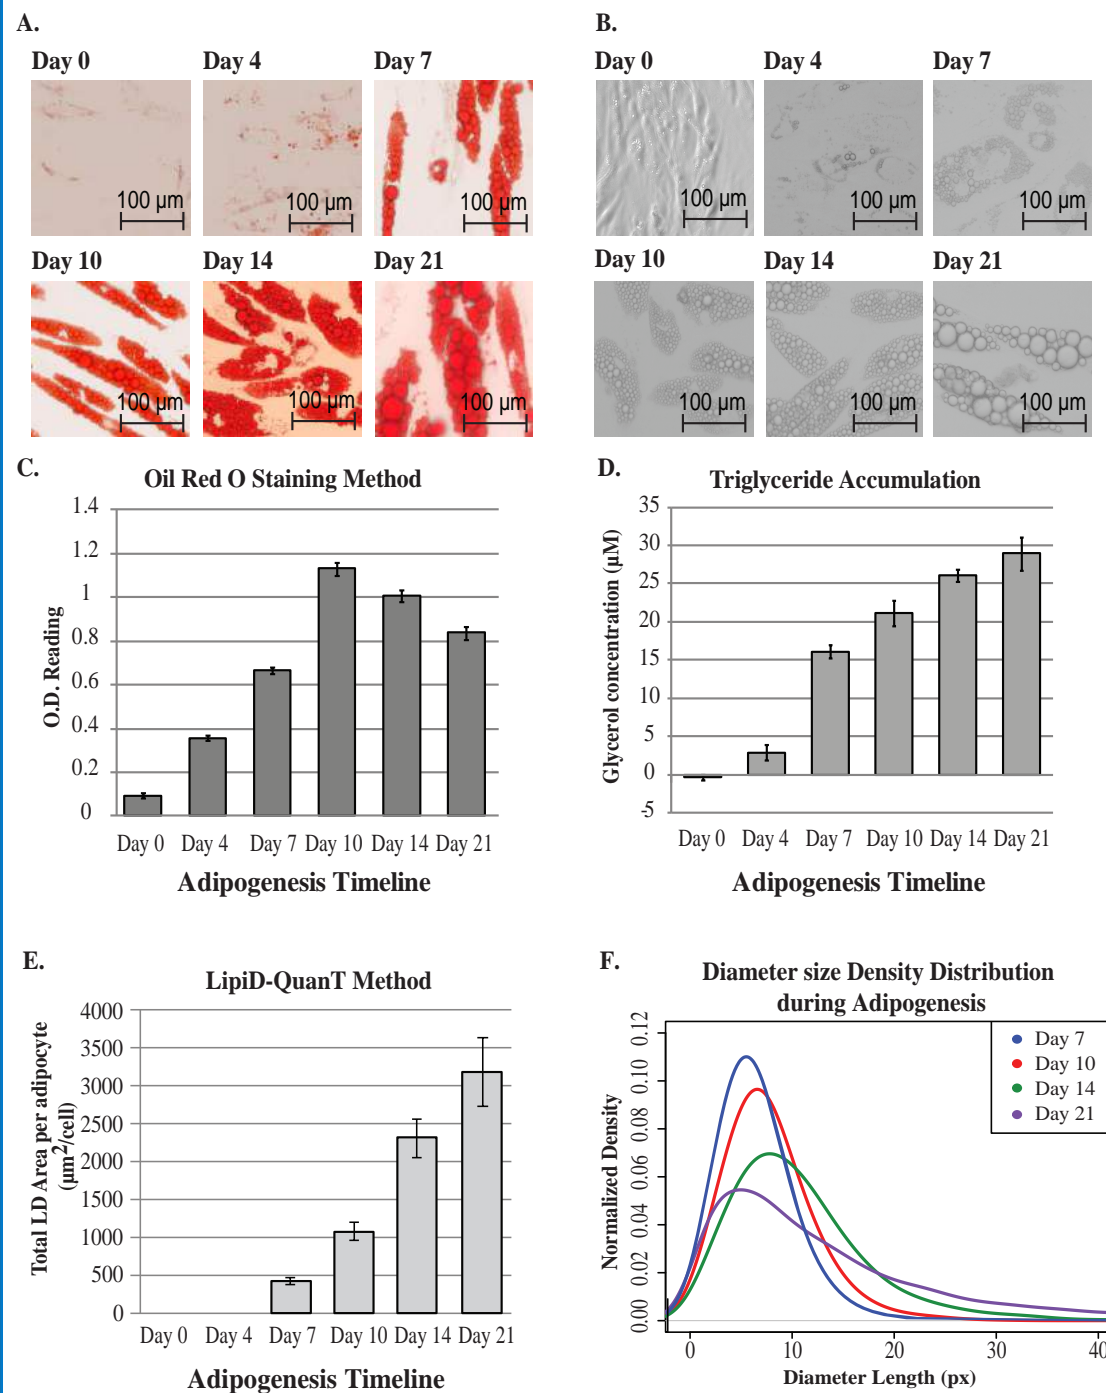 A.
Day 0 Day 4 Day 7
100 µm 100 µm 100 µm
Day 10 Day 14 Day 21
100 µm 100 µm 100 µm
B.
Day 0 Day 4 Day 7
100 µm 100 µm 100 µm
Day 10 Day 14 Day 21
100 µm 100 µm 100 µm
C.
Oil Red O Staining Method
1.4
1.2
1
0.8
0.6
0.4
0.2
0
O.D. Reading
Day 0 Day 4 Day 7 Day 10 Day 14 Day 21
Adipogenesis Timeline
D.
Triglyceride Accumulation
35
30
25
20
15
10
5
0
-5
Glycerol concentration (µM)
Day 0 Day 4 Day 7 Day 10 Day 14 Day 21
Adipogenesis Timeline
E.
LipiD-QuanT Method
4000
3500
3000
2500
2000
1500
1000
500
0
Total LD Area per adipocyte
(µm²/cell)
Day 0 Day 4 Day 7 Day 10 Day 14 Day 21
Adipogenesis Timeline
F.
Diameter size Density Distribution
during Adipogenesis
0.12
0.10
0.08
0.06
0.04
0.02
0.00
Normalized Density
Day 7
Day 10
Day 14
Day 21
0 10 20 30 40
Diameter Length (px)